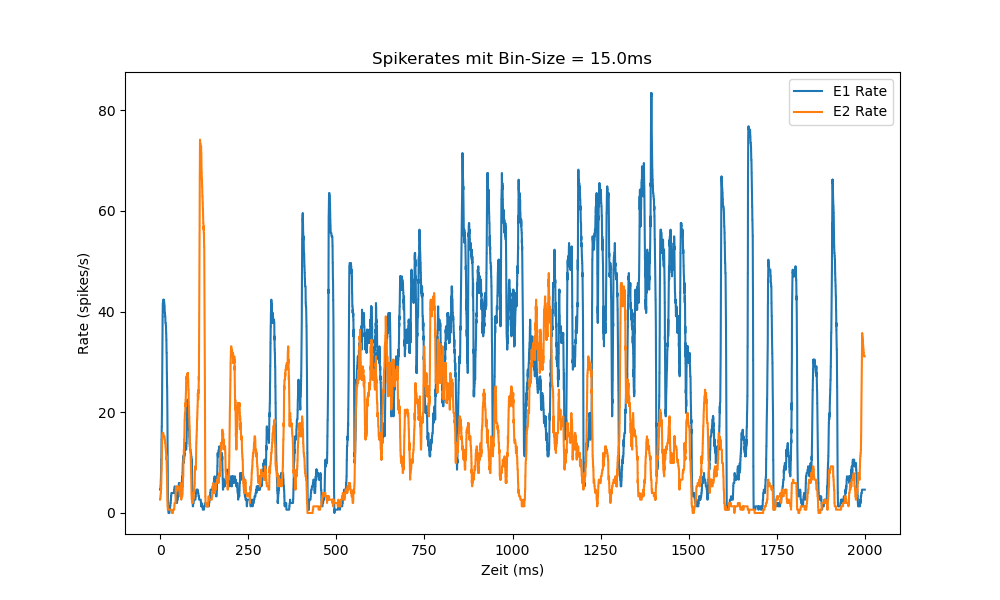 Spikerates mit Bin-Size = 15.0ms
E1 Rate
E2 Rate
80
60
40
20
0
Rate (spikes/s)
0 250 500 750 1000 1250 1500 1750 2000
Zeit (ms)